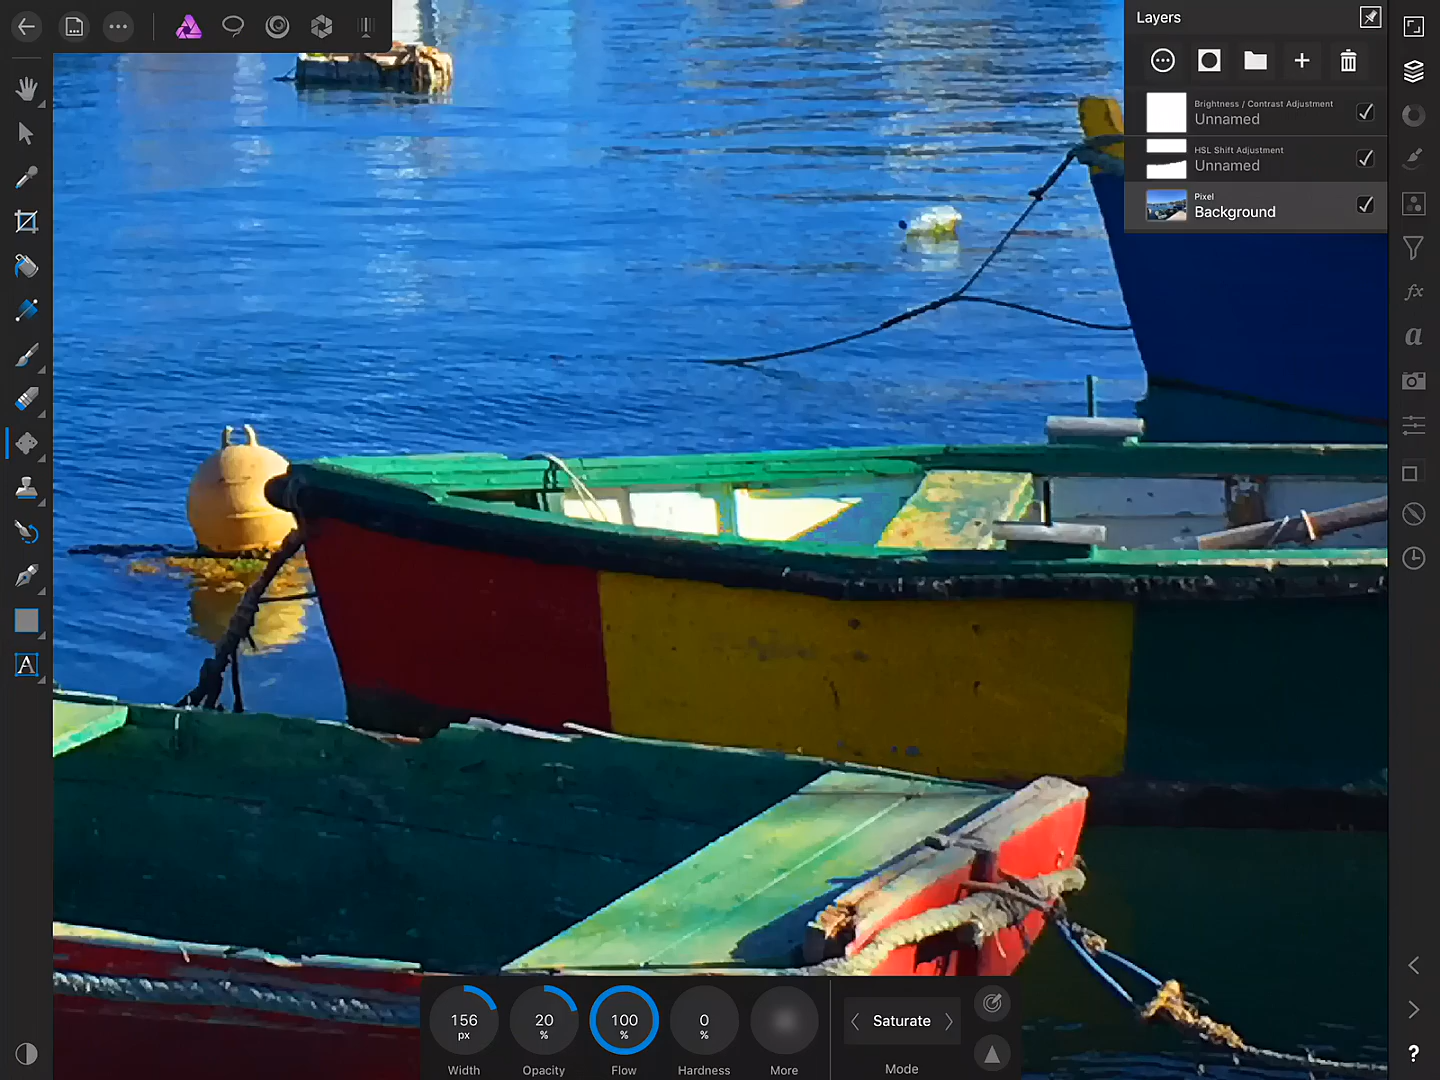 Layers
Brightness / Contrast Adjustment
Unnamed
HSL Shift Adjustment
Unnamed
Pixel
Background
fx
a
A
156
px
Width
20
%
Opacity
100
%
Flow
0
%
Hardness
More
Saturate
Mode
?